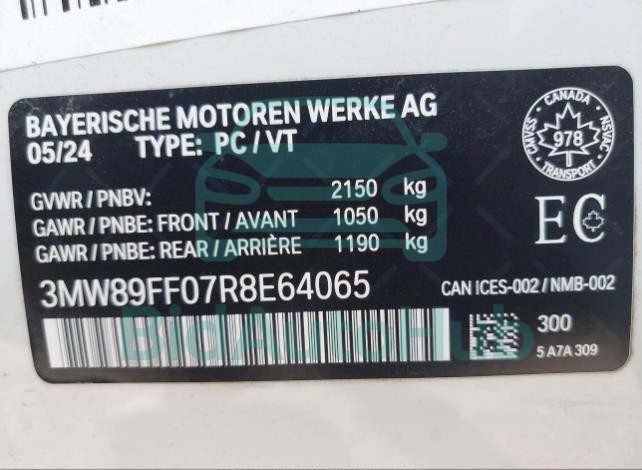 BAYERISCHE MOTOREN WERKE AG
05/24 TYPE: PC / VT
GVWR / PNBV: 2150 kg
GAWR / PNBE: FRONT / AVANT 1050 kg
GAWR / PNBE: REAR / ARRIÈRE 1190 kg
CANADA
CMVSS
NSVAC
978
TRANSPORT
EC
3MW89FF07R8E64065
CAN ICES-002 / NMB-002
300
5 A7A 309
BidAutoHub